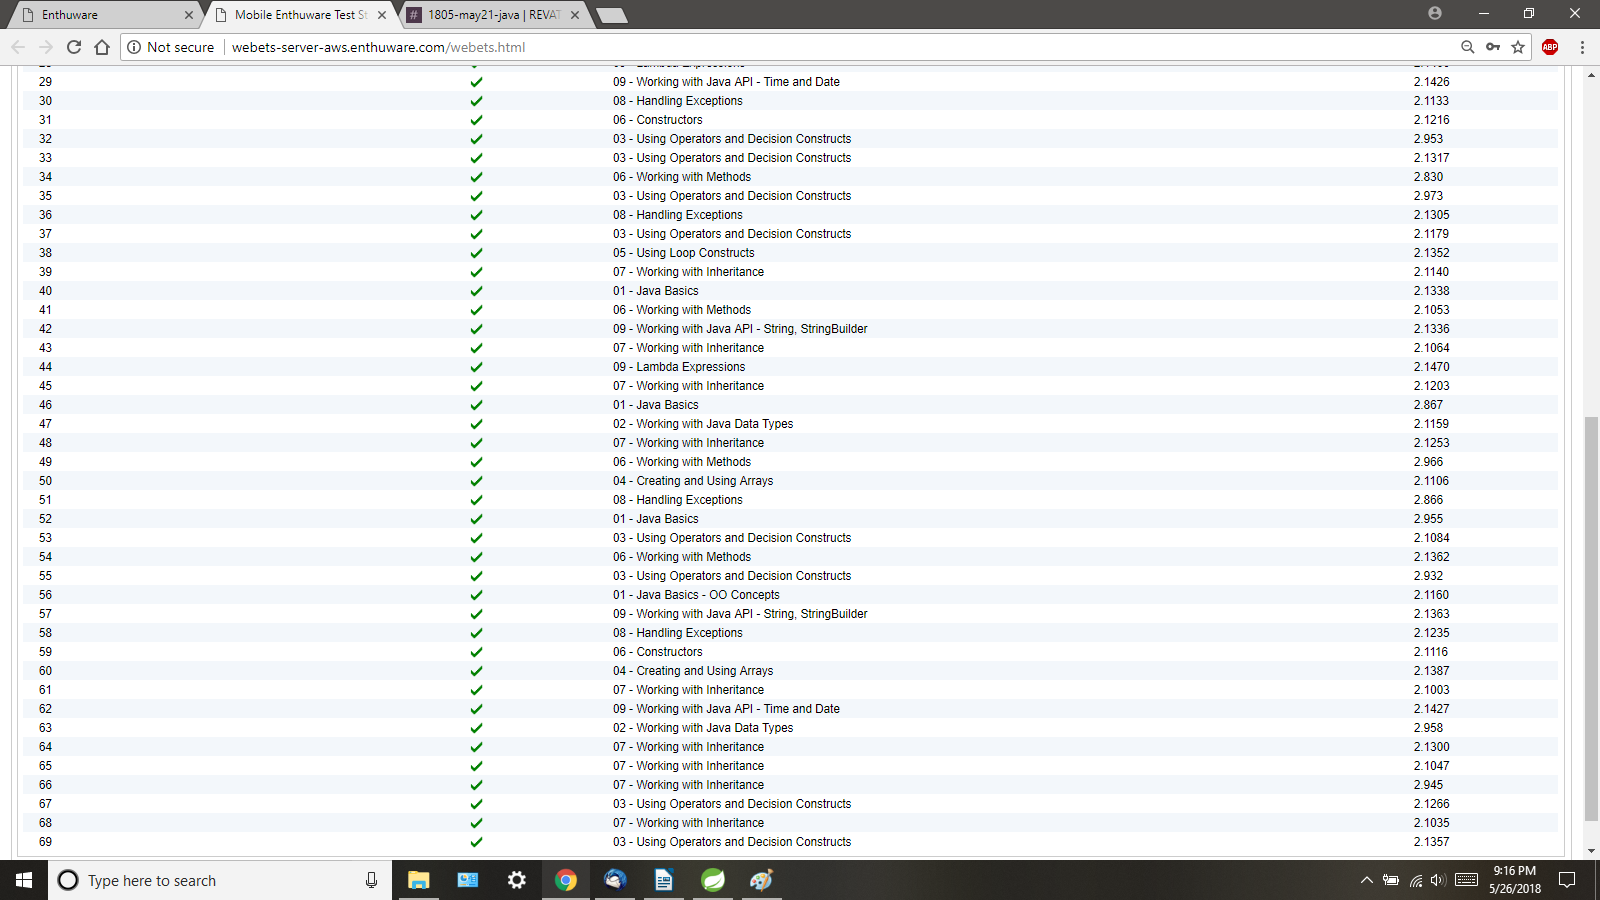 Enthuware
Mobile Enthuware Test St
1805-may21-java | REVAT
Not secure
webets-server-aws.enthuware.com/webets.html
ABP
29 09 - Working with Java API - Time and Date 2.1426
30 08 - Handling Exceptions 2.1133
31 06 - Constructors 2.1216
32 03 - Using Operators and Decision Constructs 2.953
33 03 - Using Operators and Decision Constructs 2.1317
34 06 - Working with Methods 2.830
35 03 - Using Operators and Decision Constructs 2.973
36 08 - Handling Exceptions 2.1305
37 03 - Using Operators and Decision Constructs 2.1179
38 05 - Using Loop Constructs 2.1352
39 07 - Working with Inheritance 2.1140
40 01 - Java Basics 2.1338
41 06 - Working with Methods 2.1053
42 09 - Working with Java API - String, StringBuilder 2.1336
43 07 - Working with Inheritance 2.1064
44 09 - Lambda Expressions 2.1470
45 07 - Working with Inheritance 2.1203
46 01 - Java Basics 2.867
47 02 - Working with Java Data Types 2.1159
48 07 - Working with Inheritance 2.1253
49 06 - Working with Methods 2.966
50 04 - Creating and Using Arrays 2.1106
51 08 - Handling Exceptions 2.866
52 01 - Java Basics 2.955
53 03 - Using Operators and Decision Constructs 2.1084
54 06 - Working with Methods 2.1362
55 03 - Using Operators and Decision Constructs 2.932
56 01 - Java Basics - OO Concepts 2.1160
57 09 - Working with Java API - String, StringBuilder 2.1363
58 08 - Handling Exceptions 2.1235
59 06 - Constructors 2.1116
60 04 - Creating and Using Arrays 2.1387
61 07 - Working with Inheritance 2.1003
62 09 - Working with Java API - Time and Date 2.1427
63 02 - Working with Java Data Types 2.958
64 07 - Working with Inheritance 2.1300
65 07 - Working with Inheritance 2.1047
66 07 - Working with Inheritance 2.945
67 03 - Using Operators and Decision Constructs 2.1266
68 07 - Working with Inheritance 2.1035
69 03 - Using Operators and Decision Constructs 2.1357
Type here to search
9:16 PM
5/26/2018